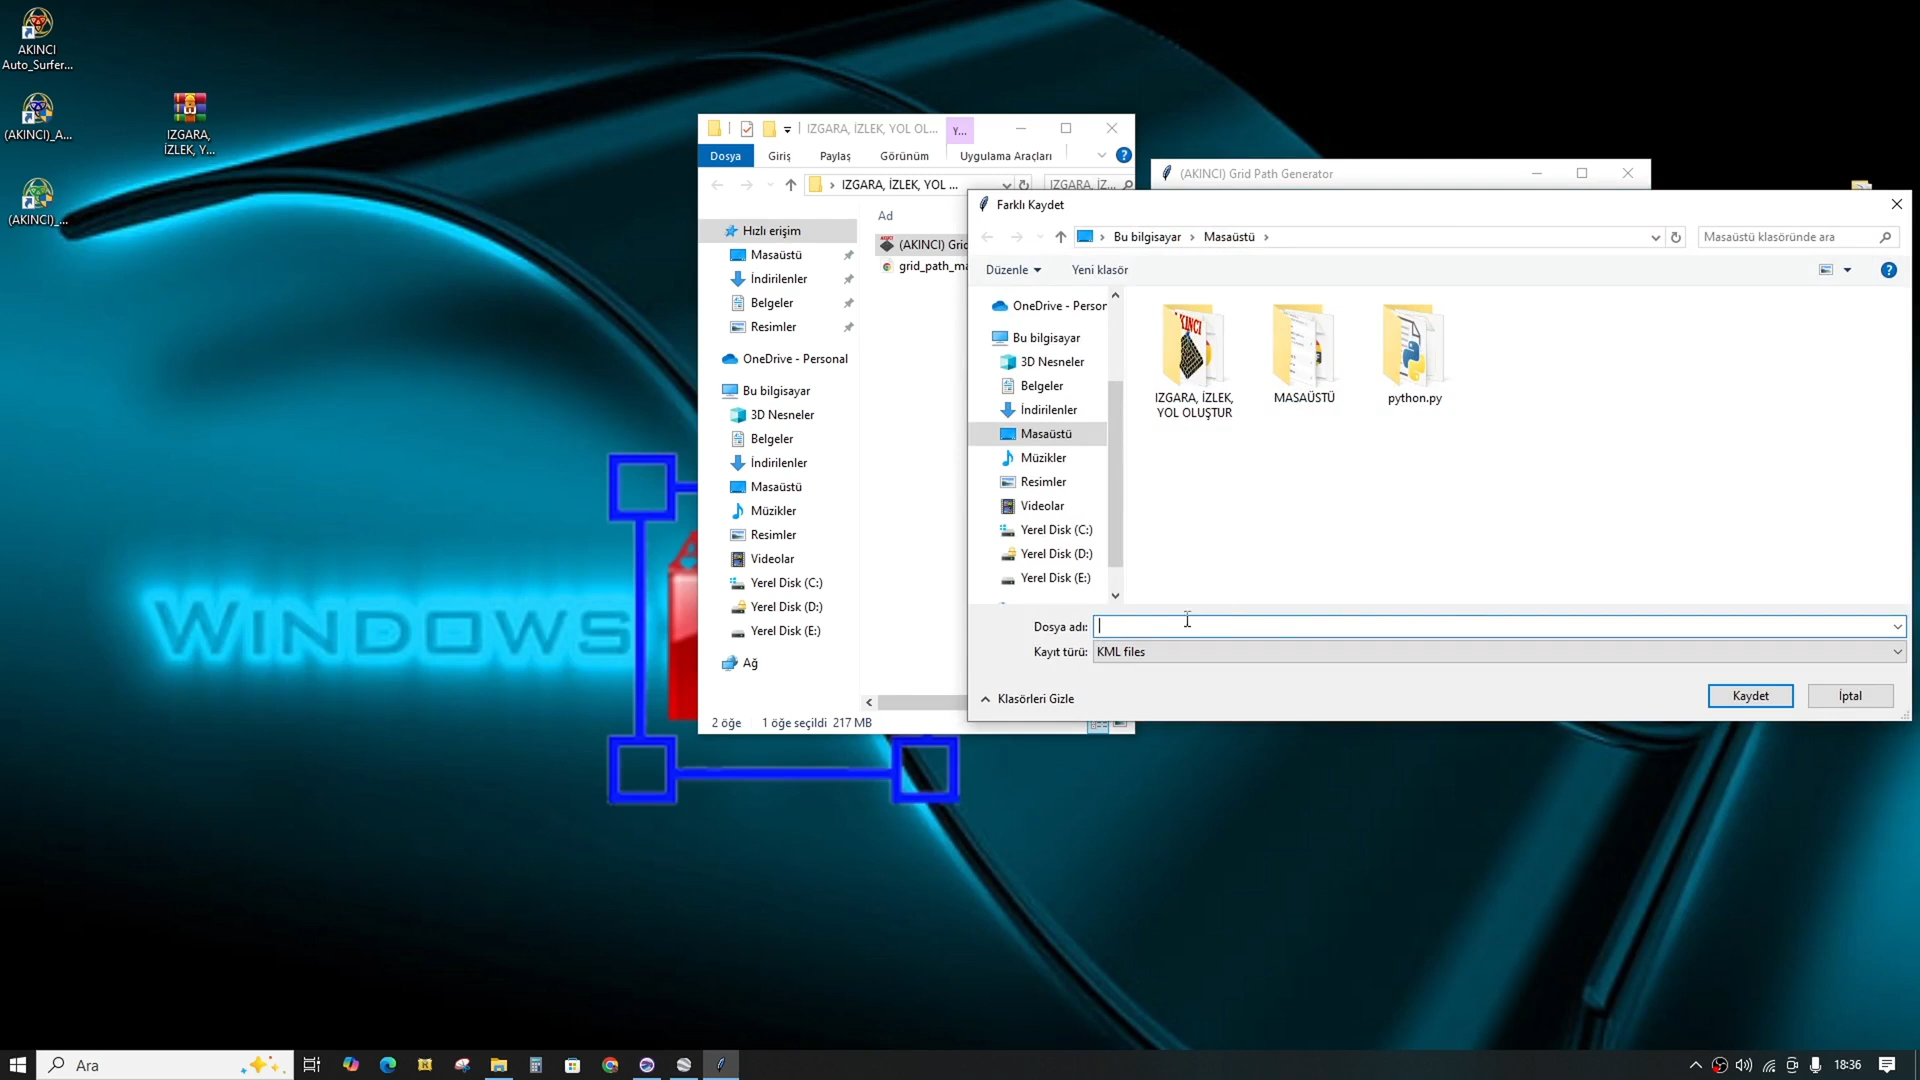 AKINCI
Auto_Surfer...
(AKINCI)_A...
(AKINCI)_...
IZGARA,
İZLEK, Y...
WINDOWS
IZGARA, İZLEK, YOL OL...
Y...
Dosya
Giriş
Paylaş
Görünüm
Uygulama Araçları
IZGARA, İZLEK, YOL ...
IZGARA, İZ...
Ad
Hızlı erişim
Masaüstü
İndirilenler
Belgeler
Resimler
OneDrive - Personal
Bu bilgisayar
3D Nesneler
Belgeler
İndirilenler
Masaüstü
Müzikler
Resimler
Videolar
Yerel Disk (C:)
Yerel Disk (D:)
Yerel Disk (E:)
Ağ
(AKINCI) Grid
grid_path_ma
2 öğe
1 öğe seçildi 217 MB
(AKINCI) Grid Path Generator
Farklı Kaydet
Bu bilgisayar
Masaüstü
Masaüstü klasöründe ara
Düzenle
Yeni klasör
OneDrive - Person
Bu bilgisayar
3D Nesneler
Belgeler
İndirilenler
Masaüstü
Müzikler
Resimler
Videolar
Yerel Disk (C:)
Yerel Disk (D:)
Yerel Disk (E:)
IZGARA, İZLEK,
YOL OLUŞTUR
MASAÜSTÜ
python.py
Dosya adı:
Kayıt türü:
KML files
Klasörleri Gizle
Kaydet
İptal
Ara
18:36